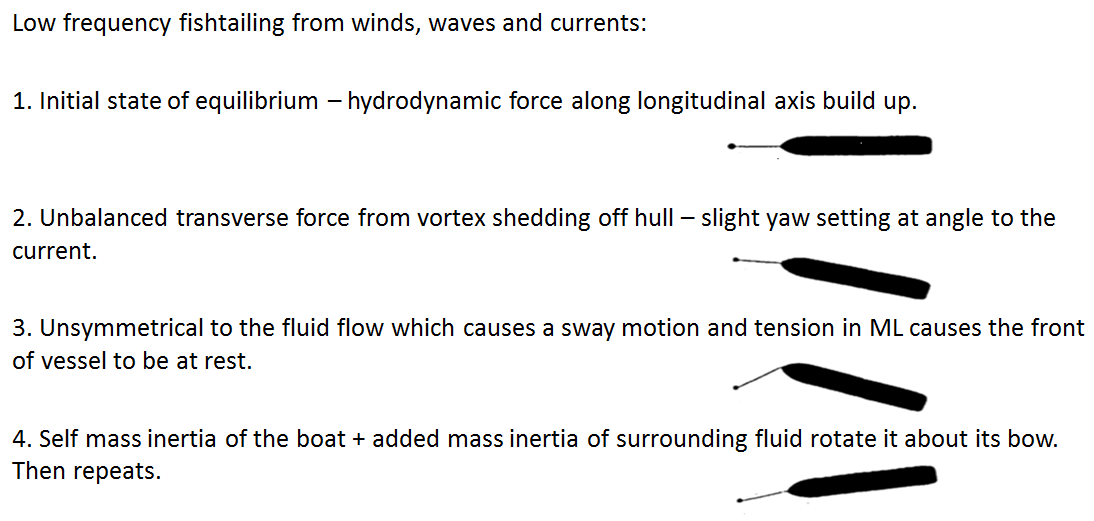 Low frequency fishtailing from winds, waves and currents:
1. Initial state of equilibrium – hydrodynamic force along longitudinal axis build up.
2. Unbalanced transverse force from vortex shedding off hull – slight yaw setting at angle to the
current.
3. Unsymmetrical to the fluid flow which causes a sway motion and tension in ML causes the front
of vessel to be at rest.
4. Self mass inertia of the boat + added mass inertia of surrounding fluid rotate it about its bow.
Then repeats.